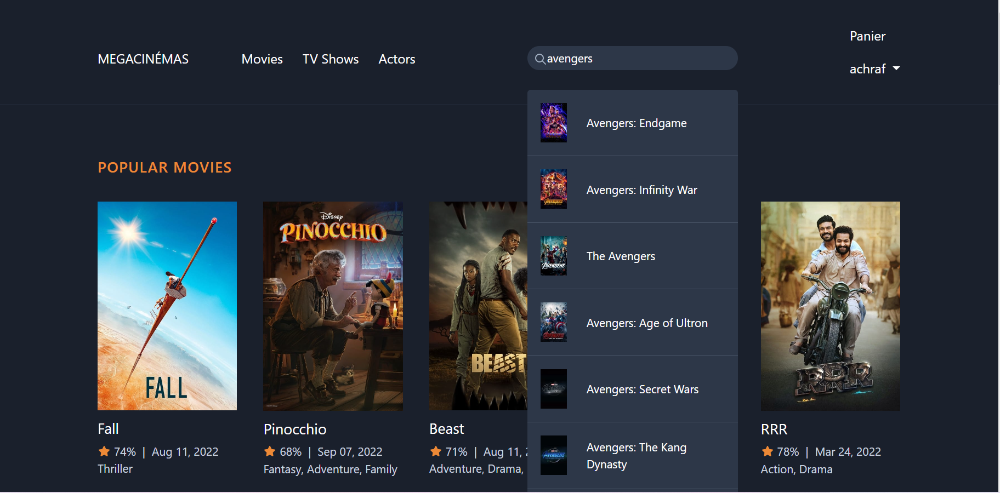 MEGACINÉMAS
Movies
TV Shows
Actors
avengers
Panier
achraf
Avengers: Endgame
Avengers: Infinity War
AVENGERS
The Avengers
AVENGERS
Avengers: Age of Ultron
Avengers: Secret Wars
AVENGERS
Avengers: The Kang
Dynasty
POPULAR MOVIES
FALL
Fall
74% | Aug 11, 2022
Thriller
Disney
PINOCCHIO
Pinocchio
68% | Sep 07, 2022
Fantasy, Adventure, Family
BEAST
Beast
71% | Aug 11,
Adventure, Drama,
RRR
RRR
78% | Mar 24, 2022
Action, Drama